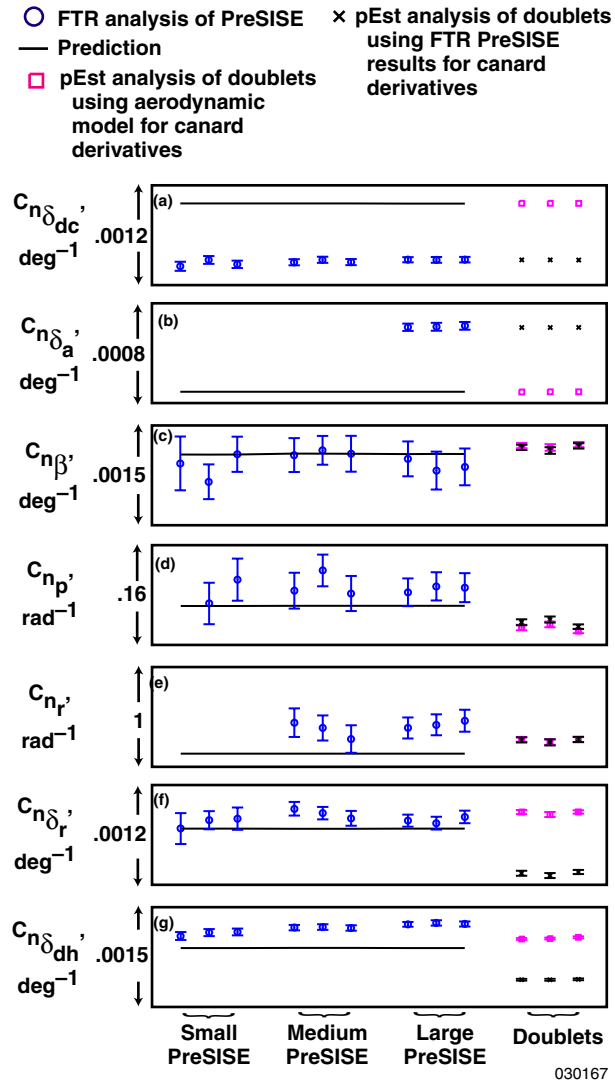 FTR analysis of PreSISE
Prediction
pEst analysis of doublets
using aerodynamic
model for canard
derivatives
pEst analysis of doublets
using FTR PreSISE
results for canard
derivatives
(a)
Cnδdc,
deg–1
.0012
(b)
Cnδa,
deg–1
.0008
(c)
Cnβ,
deg–1
.0015
(d)
Cnp,
rad–1
.16
(e)
Cnr,
rad–1
1
(f)
Cnδr,
deg–1
.0012
(g)
Cnδdh,
deg–1
.0015
Small
PreSISE
Medium
PreSISE
Large
PreSISE
Doublets
030167